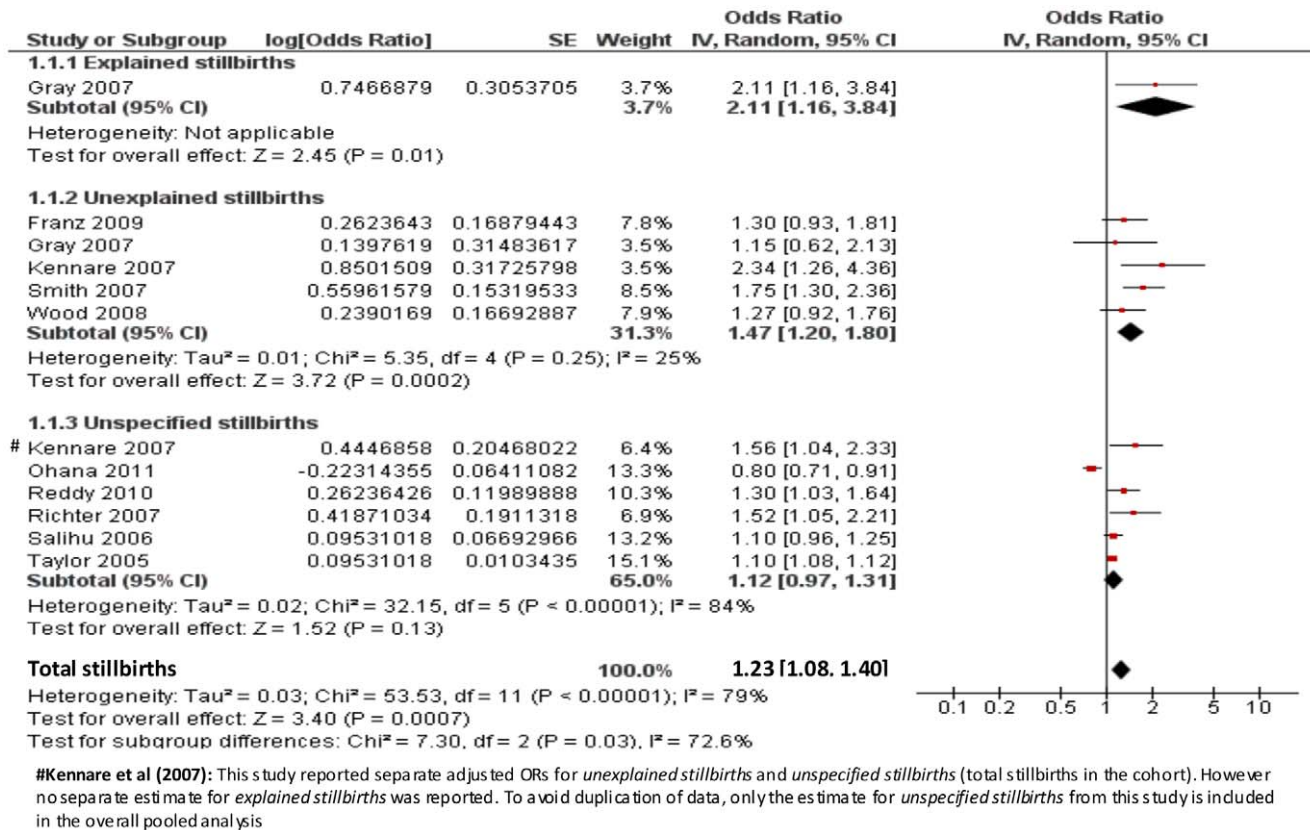 Odds Ratio Odds Ratio
Study or Subgroup log[Odds Ratio] SE Weight IV, Random, 95% CI IV, Random, 95% CI
1.1.1 Explained stillbirths
Gray 2007 0.7466879 0.3053705 3.7% 2.11 [1.16, 3.84]
Subtotal (95% CI) 3.7% 2.11 [1.16, 3.84]
Heterogeneity: Not applicable
Test for overall effect: Z = 2.45 (P = 0.01)
1.1.2 Unexplained stillbirths
Franz 2009 0.2623643 0.16879443 7.8% 1.30 [0.93, 1.81]
Gray 2007 0.1397619 0.31483617 3.5% 1.15 [0.62, 2.13]
Kennare 2007 0.8501509 0.31725798 3.5% 2.34 [1.26, 4.36]
Smith 2007 0.55961579 0.15319533 8.5% 1.75 [1.30, 2.36]
Wood 2008 0.2390169 0.16692887 7.9% 1.27 [0.92, 1.76]
Subtotal (95% CI) 31.3% 1.47 [1.20, 1.80]
Heterogeneity: Tau² = 0.01; Chi² = 5.35, df = 4 (P = 0.25); I² = 25%
Test for overall effect: Z = 3.72 (P = 0.0002)
1.1.3 Unspecified stillbirths
# Kennare 2007 0.4446858 0.20468022 6.4% 1.56 [1.04, 2.33]
Ohana 2011 -0.22314355 0.06411082 13.3% 0.80 [0.71, 0.91]
Reddy 2010 0.26236426 0.11989888 10.3% 1.30 [1.03, 1.64]
Richter 2007 0.41871034 0.1911318 6.9% 1.52 [1.05, 2.21]
Salihu 2006 0.09531018 0.06692966 13.2% 1.10 [0.96, 1.25]
Taylor 2005 0.09531018 0.0103435 15.1% 1.10 [1.08, 1.12]
Subtotal (95% CI) 65.0% 1.12 [0.97, 1.31]
Heterogeneity: Tau² = 0.02; Chi² = 32.15, df = 5 (P < 0.00001); I² = 84%
Test for overall effect: Z = 1.52 (P = 0.13)
Total stillbirths 100.0% 1.23 [1.08, 1.40]
Heterogeneity: Tau² = 0.03; Chi² = 53.53, df = 11 (P < 0.00001); I² = 79%
0.1 0.2 0.5 1 2 5 10
Test for overall effect: Z = 3.40 (P = 0.0007)
Test for subgroup differences: Chi² = 7.30, df = 2 (P = 0.03), I² = 72.6%
#Kennare et al (2007): This study reported separate adjusted ORs for unexplained stillbirths and unspecified stillbirths (total stillbirths in the cohort). However
no separate estimate for explained stillbirths was reported. To avoid duplication of data, only the estimate for unspecified stillbirths from this study is included
in the overall pooled analysis